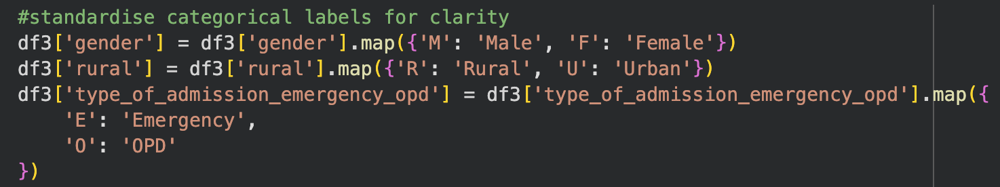 #standardise categorical labels for clarity
df3['gender'] = df3['gender'].map({'M': 'Male', 'F': 'Female'})
df3['rural'] = df3['rural'].map({'R': 'Rural', 'U': 'Urban'})
df3['type_of_admission_emergency_opd'] = df3['type_of_admission_emergency_opd'].map({
    'E': 'Emergency',
    'O': 'OPD'
})